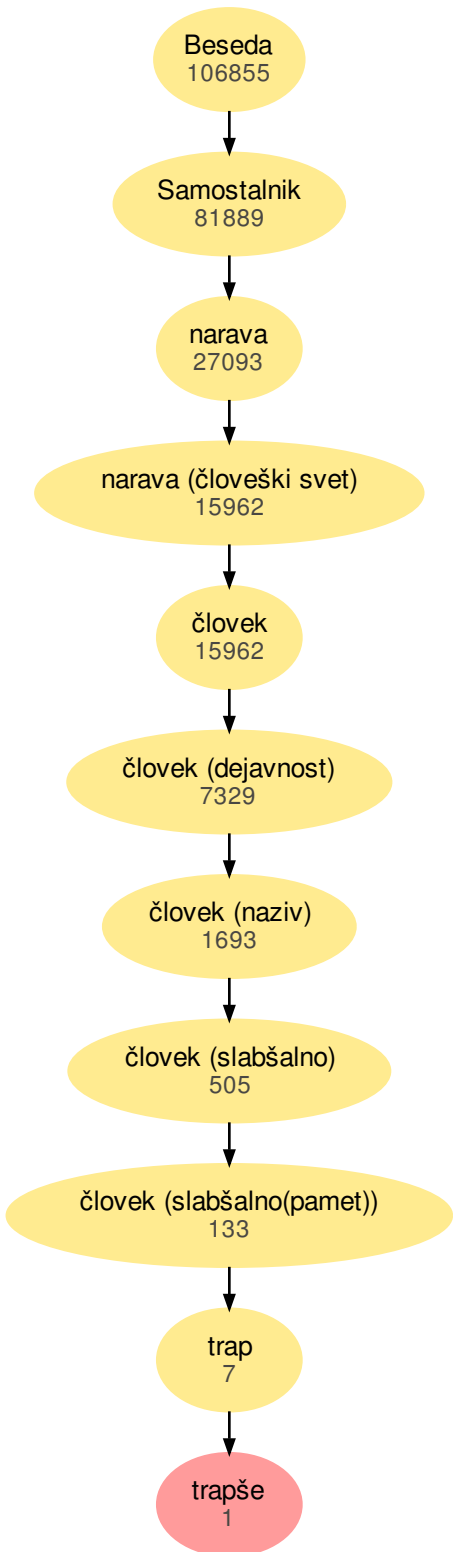 Beseda
106855
Samostalnik
81889
narava
27093
narava (človeški svet)
15962
človek
15962
človek (dejavnost)
7329
človek (naziv)
1693
človek (slabšalno)
505
človek (slabšalno(pamet))
133
trap
7
trapše
1